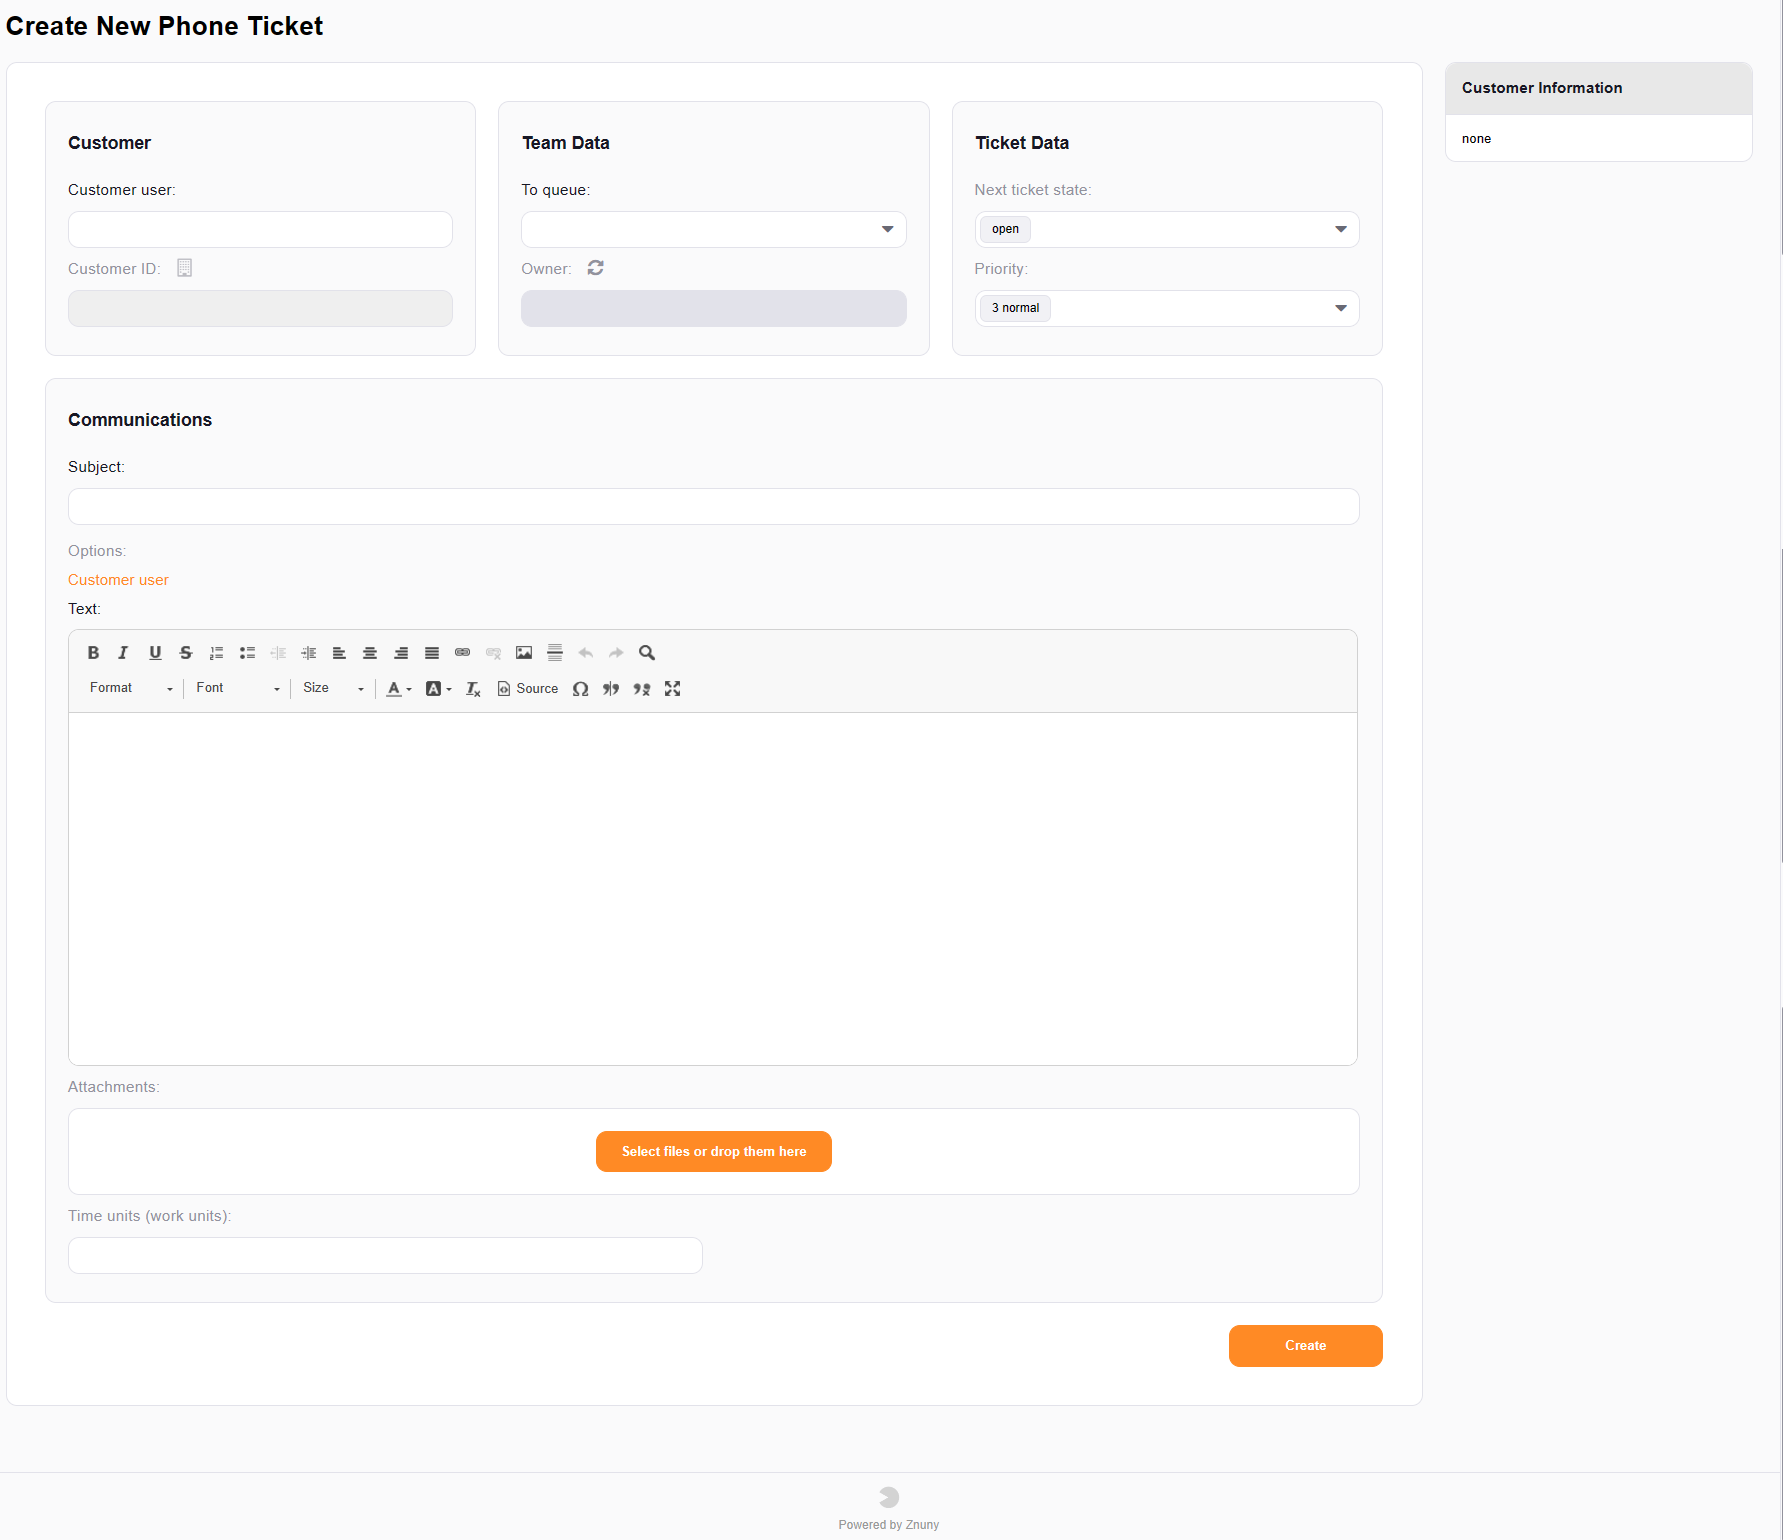 Create New Phone Ticket
Customer Information
none
Customer
Customer user:
Customer ID:
Team Data
To queue:
Owner:
Ticket Data
Next ticket state:
open
Priority:
3 normal
Communications
Subject:
Options:
Customer user
Text:
Format Font Size Source
Attachments:
Select files or drop them here
Time units (work units):
Create
Powered by Znuny